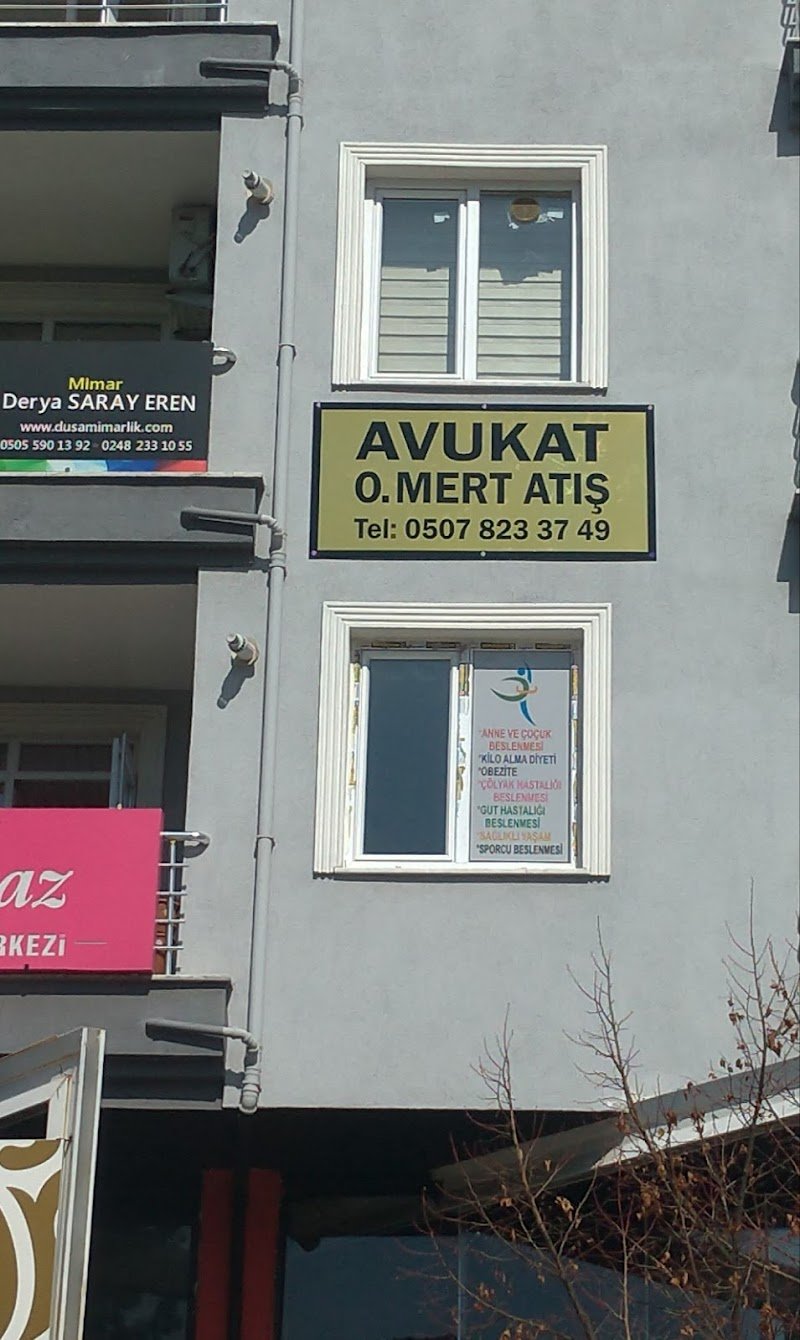 Mimar
Derya SARAY EREN
www.dusamimarlik.com
0505 590 13 92 - 0248 233 10 55
AVUKAT
O. MERT ATIŞ
Tel: 0507 823 37 49
*ANNE VE ÇOÇUK
BESLENMESİ
*KİLO ALMA DİYETİ
*OBEZİTE
*ÇÖLYAK HASTALIĞI
BESLENMESİ
*GUT HASTALIĞI
BESLENMESİ
*SAĞLIKLI YAŞAM
*SPORCU BESLENMESİ
az
RKEZİ